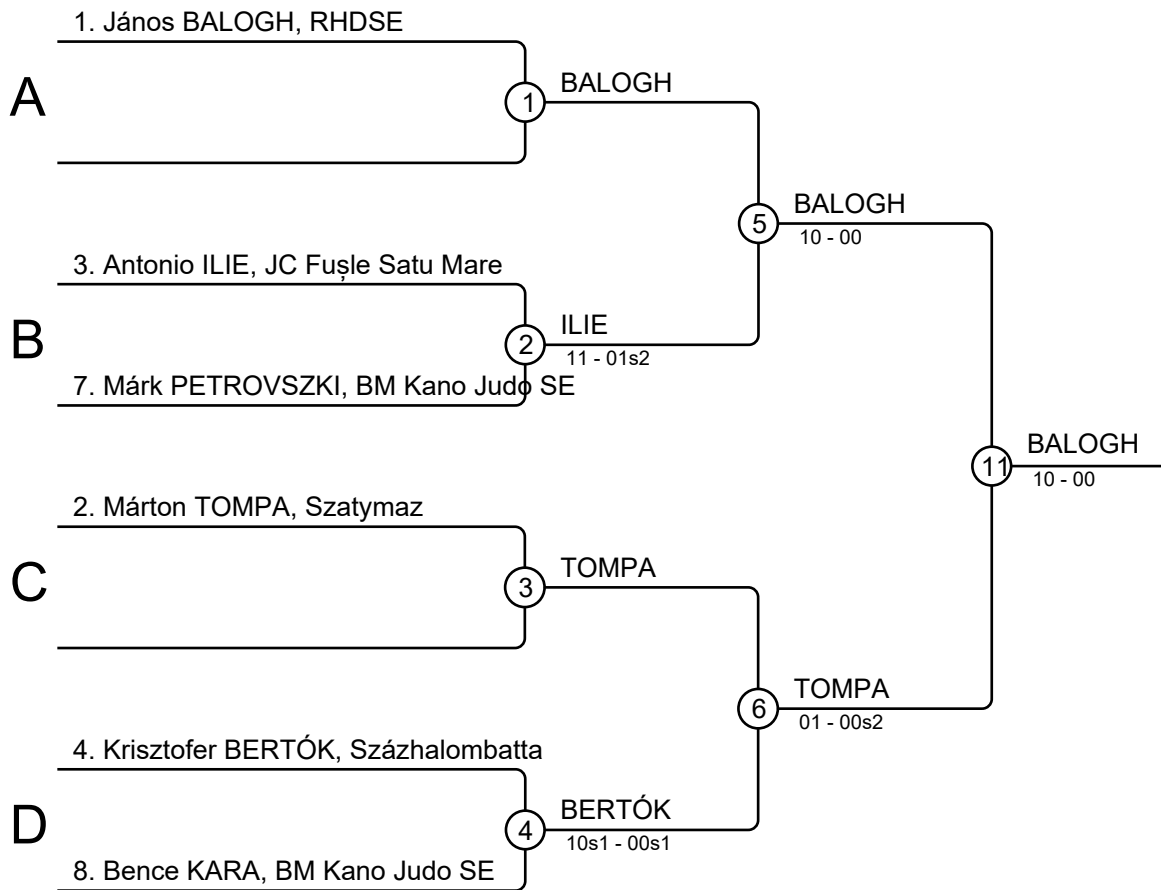 1. János BALOGH, RHDSE
A
1
BALOGH
5
BALOGH
10 - 00
3. Antonio ILIE, JC Fușle Satu Mare
B
2
ILIE
11 - 01s2
7. Márk PETROVSZKI, BM Kano Judo SE
11
BALOGH
10 - 00
2. Márton TOMPA, Szatymaz
C
3
TOMPA
6
TOMPA
01 - 00s2
4. Krisztofer BERTÓK, Százhalombatta
D
4
BERTÓK
10s1 - 00s1
8. Bence KARA, BM Kano Judo SE